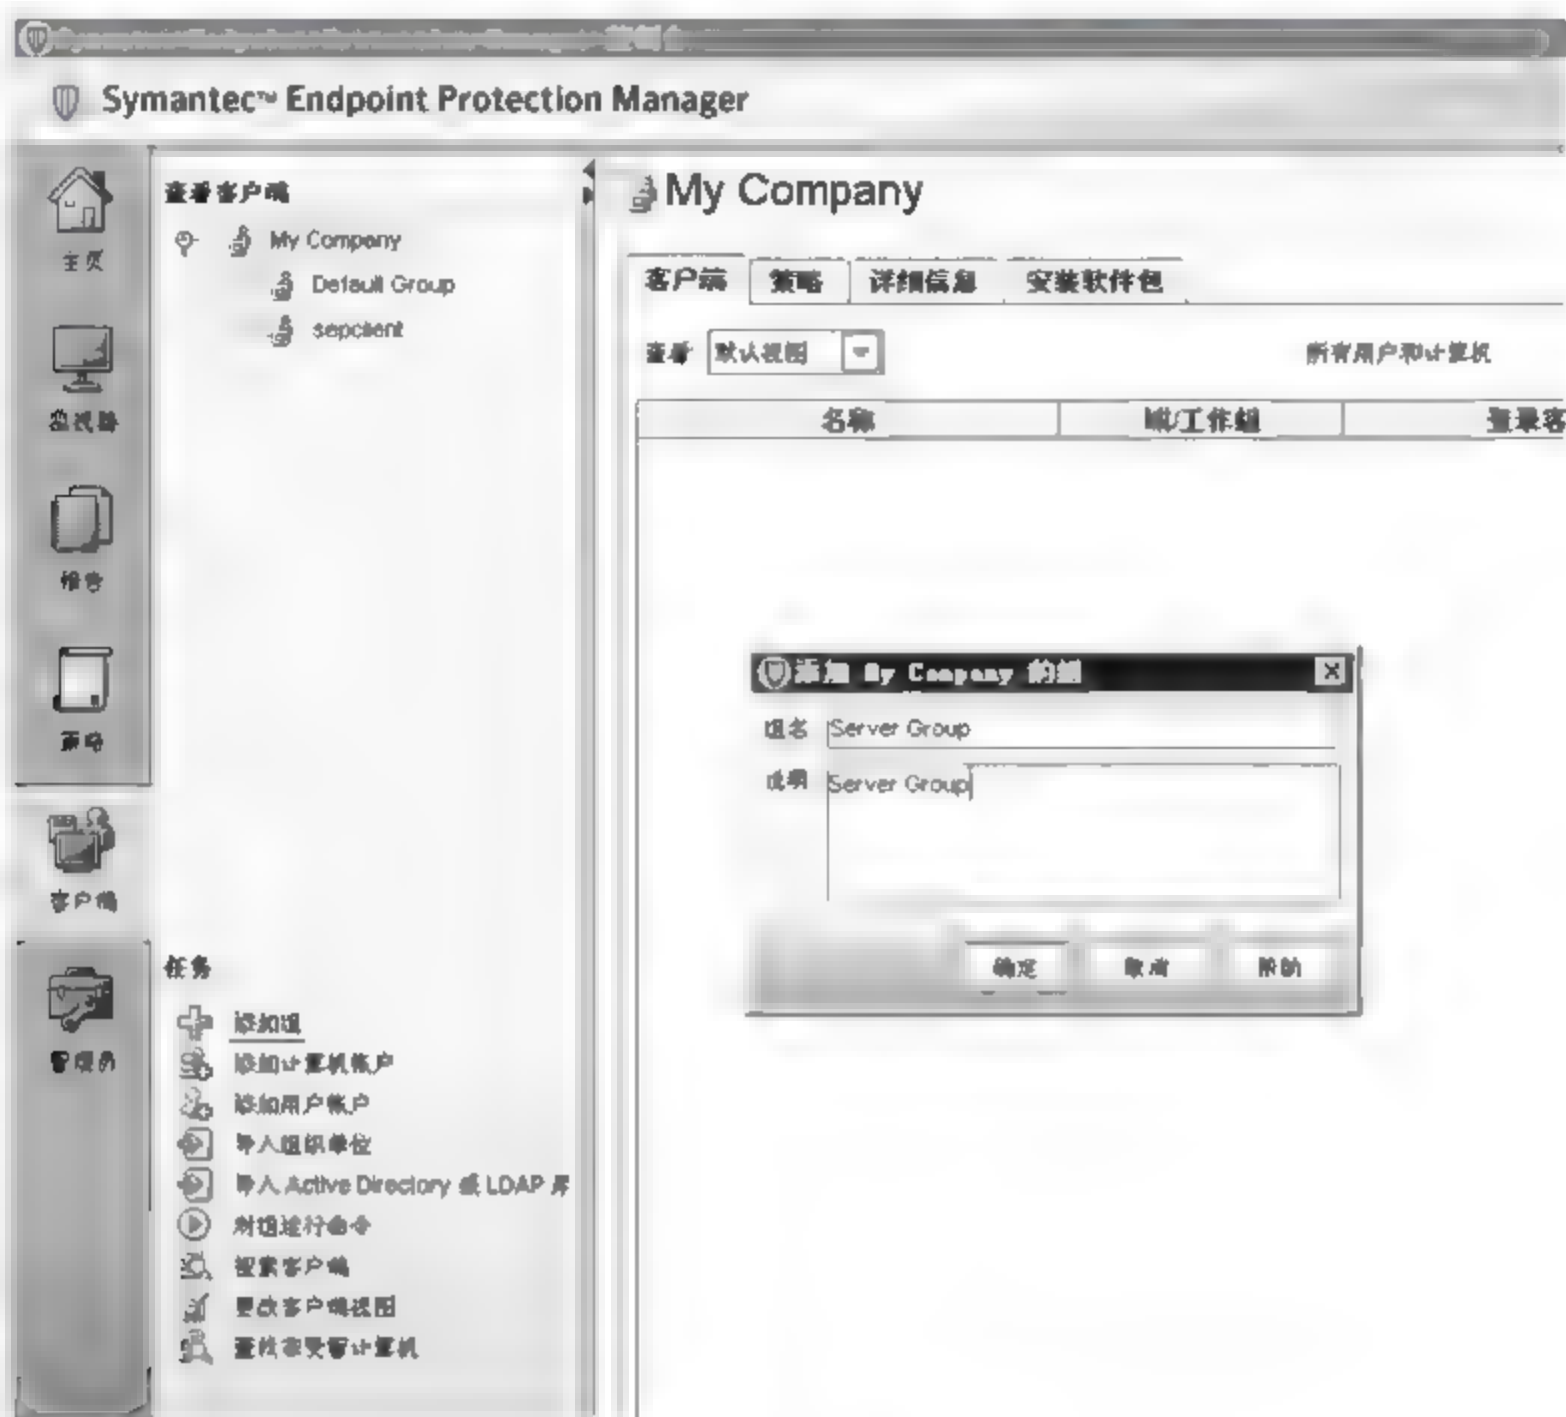 Symantec™ Endpoint Protection Manager
主页
监视器
报告
策略
客户端
管理员
查看客户端
My Company
Default Group
sepclient
任务
添加组
添加计算机帐户
添加用户帐户
导入组织单位
导入 Active Directory 或 LDAP 库
对组运行命令
搜索客户端
更改客户端视图
查找非受管计算机
My Company
客户端 策略 详细信息 安装软件包
查看 默认视图 所有用户和计算机
名称 域/工作组 登录客
添加 My Company 的组
组名 Server Group
说明 Server Group
确定 取消 帮助